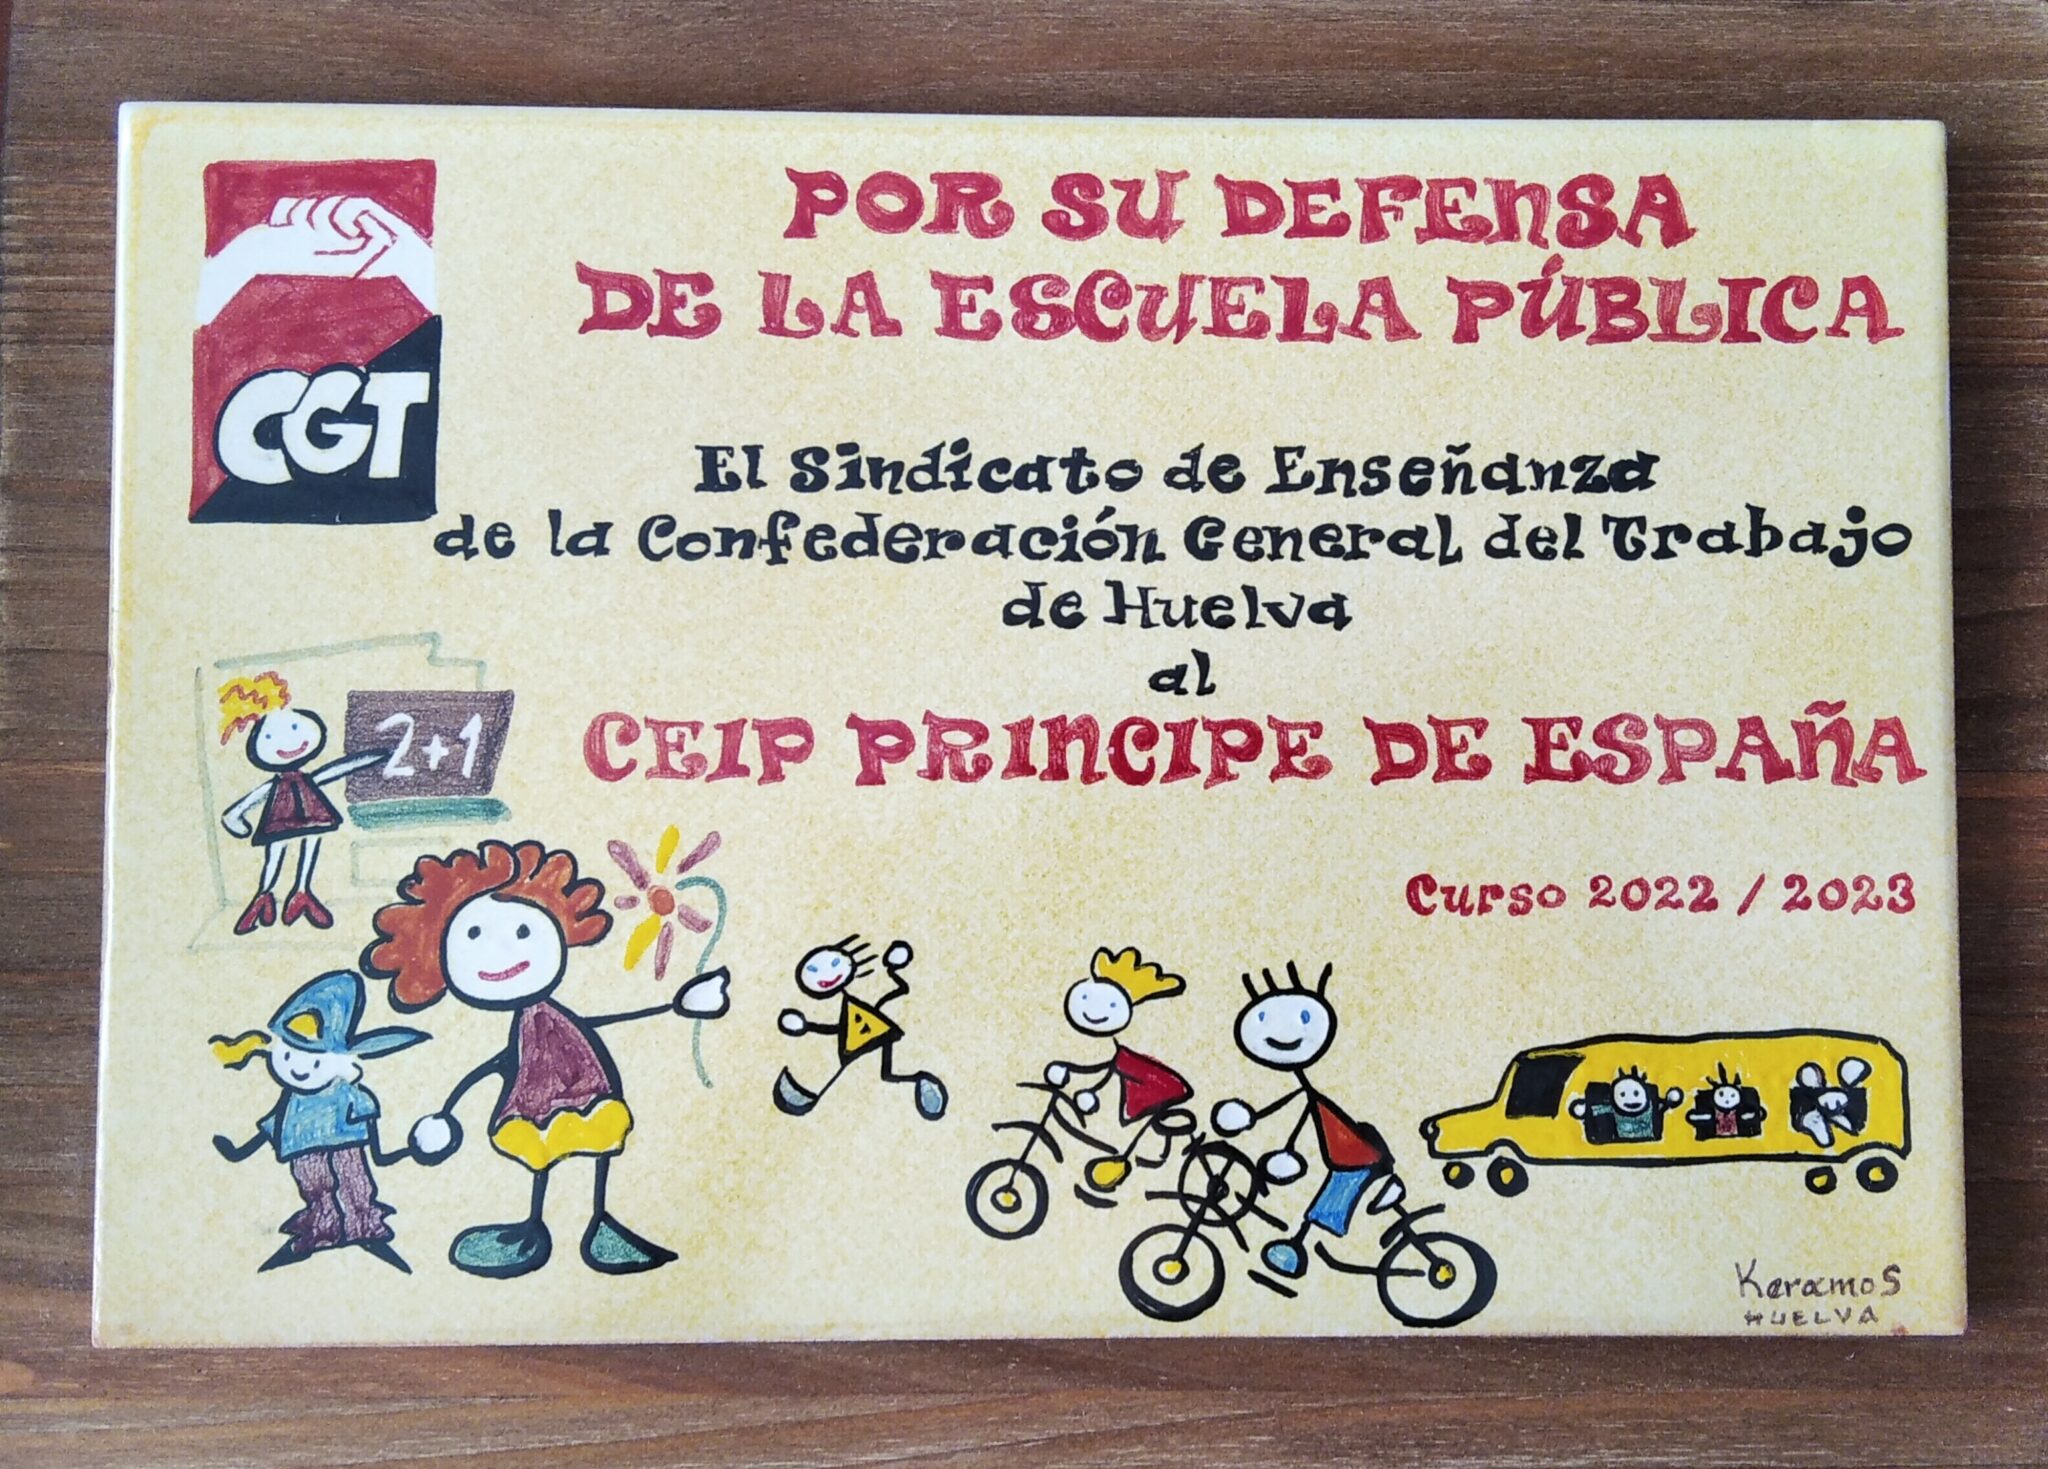 POR SU DEFENSA
DE LA ESCUELA PÚBLICA
CGT
El Sindicato de Enseñanza
de la Confederación General del Trabajo
de Huelva
al
CEIP PRINCIPE DE ESPAÑA
2+1
Curso 2022 / 2023
Keramos
HUELVA